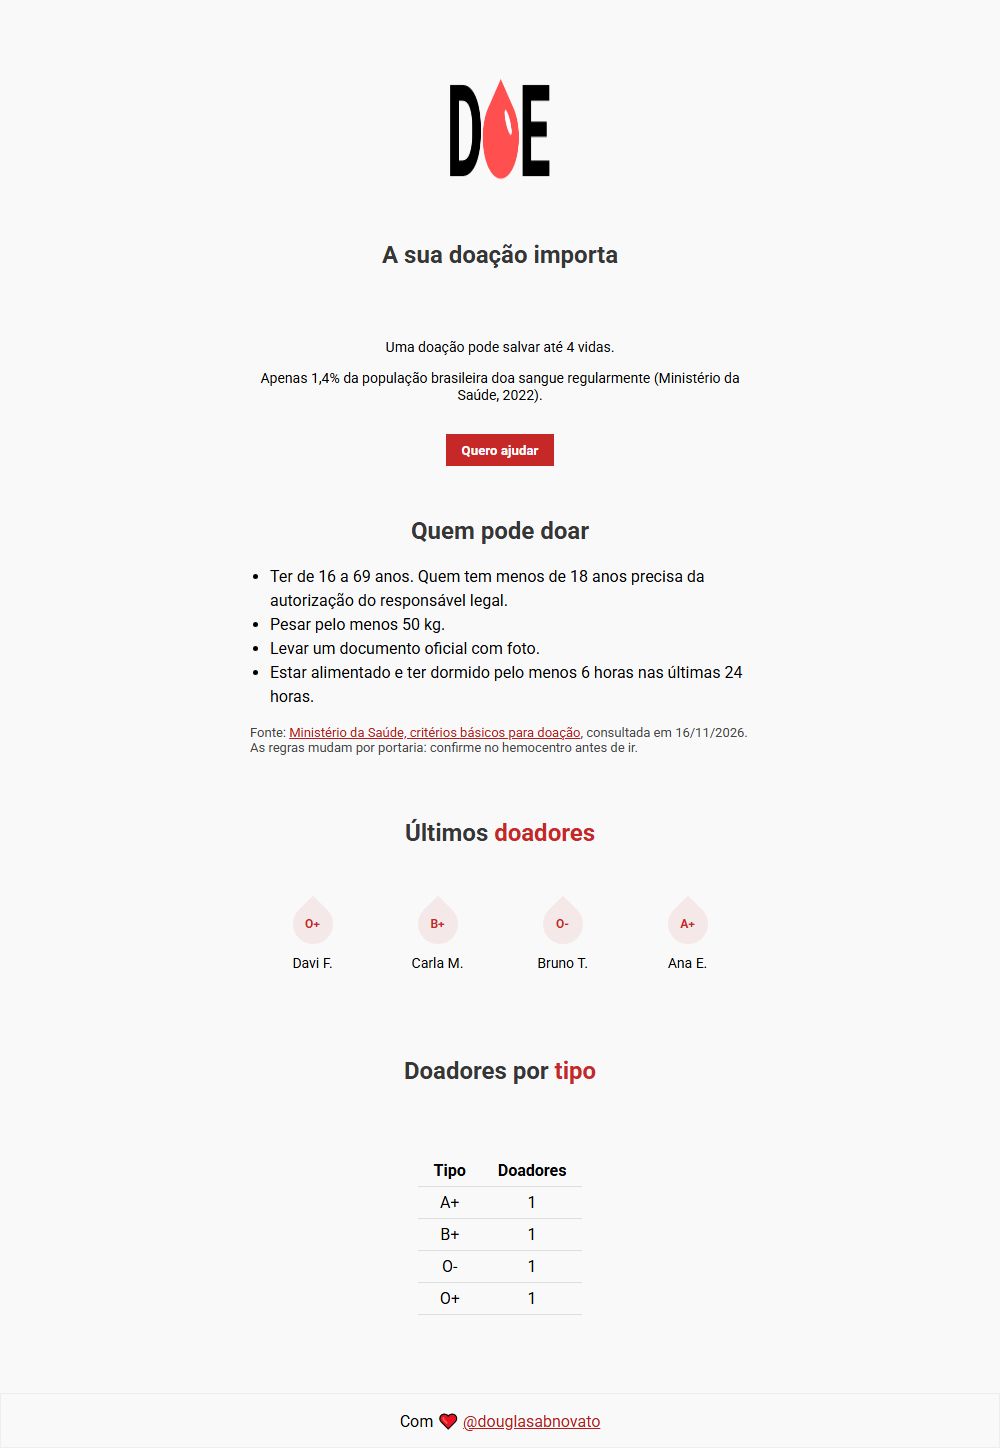 DOE
A sua doação importa
Uma doação pode salvar até 4 vidas.
Apenas 1,4% da população brasileira doa sangue regularmente (Ministério da
Saúde, 2022).
Quero ajudar
Quem pode doar
• Ter de 16 a 69 anos. Quem tem menos de 18 anos precisa da
autorização do responsável legal.
• Pesar pelo menos 50 kg.
• Levar um documento oficial com foto.
• Estar alimentado e ter dormido pelo menos 6 horas nas últimas 24
horas.
Fonte: Ministério da Saúde, critérios básicos para doação, consultada em 16/11/2026.
As regras mudam por portaria: confirme no hemocentro antes de ir.
Últimos doadores
O+ B+ O- A+
Davi F. Carla M. Bruno T. Ana E.
Doadores por tipo
Tipo Doadores
A+ 1
B+ 1
O- 1
O+ 1
Com ❤️ @douglasabnovato